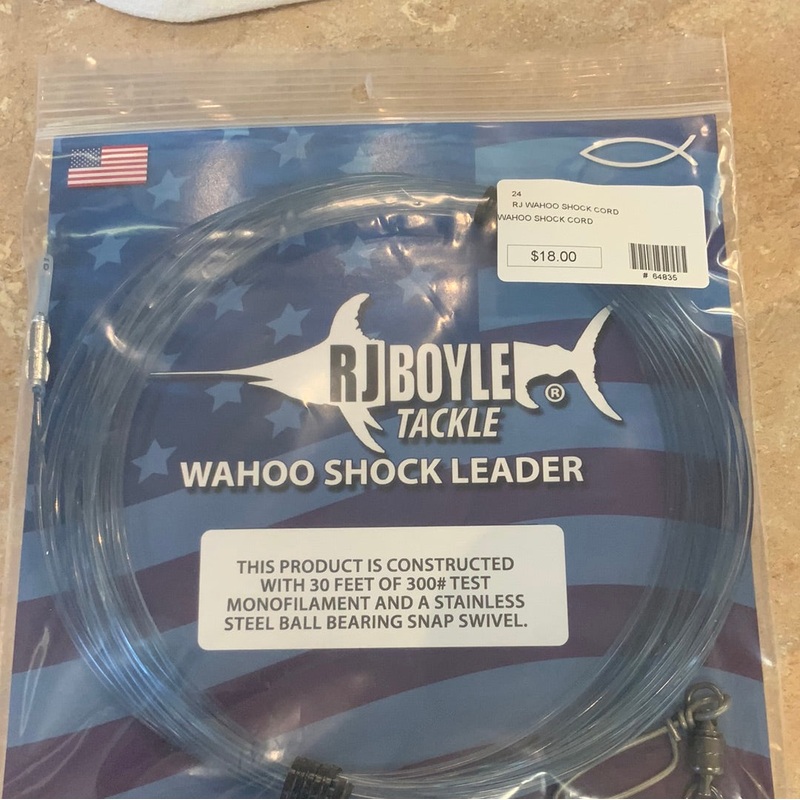 24
RJ WAHOO SHOCK CORD
WAHOO SHOCK CORD
$18.00
# 64835
RJ BOYLE ®
TACKLE
WAHOO SHOCK LEADER
THIS PRODUCT IS CONSTRUCTED
WITH 30 FEET OF 300# TEST
MONOFILAMENT AND A STAINLESS
STEEL BALL BEARING SNAP SWIVEL.